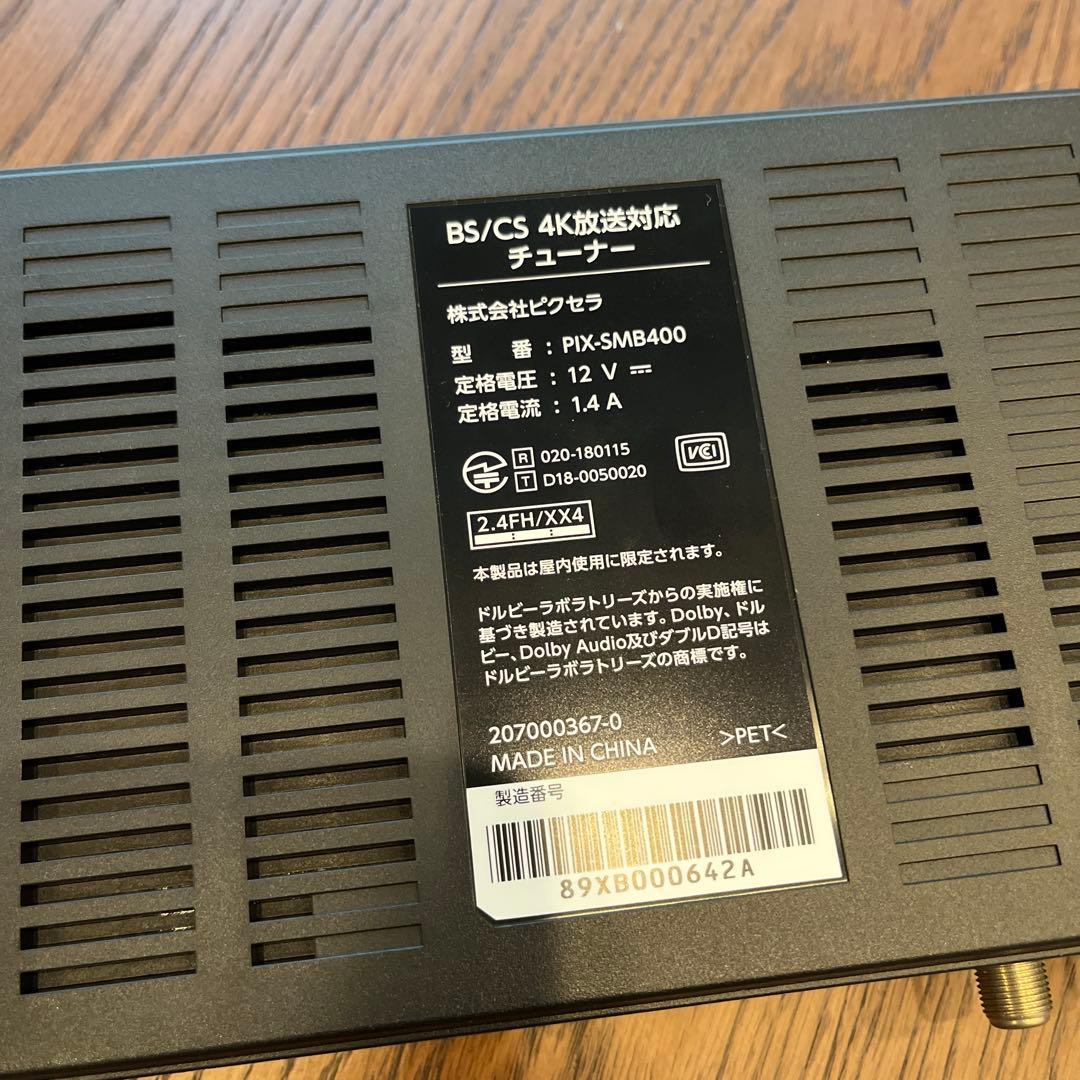 BS/CS 4K放送対応
チューナー
株式会社ピクセラ
型 番 : PIX-SMB400
定格電圧 : 12 V ⎓
定格電流 : 1.4 A
R 020-180115
T D18-0050020
VCCI
2.4FH/XX4
本製品は屋内使用に限定されます。
ドルビーラボラトリーズからの実施権に
基づき製造されています。Dolby、ドル
ビー、Dolby Audio及びダブルD記号は
ドルビーラボラトリーズの商標です。
207000367-0
MADE IN CHINA >PET<
製造番号
89XB000642A